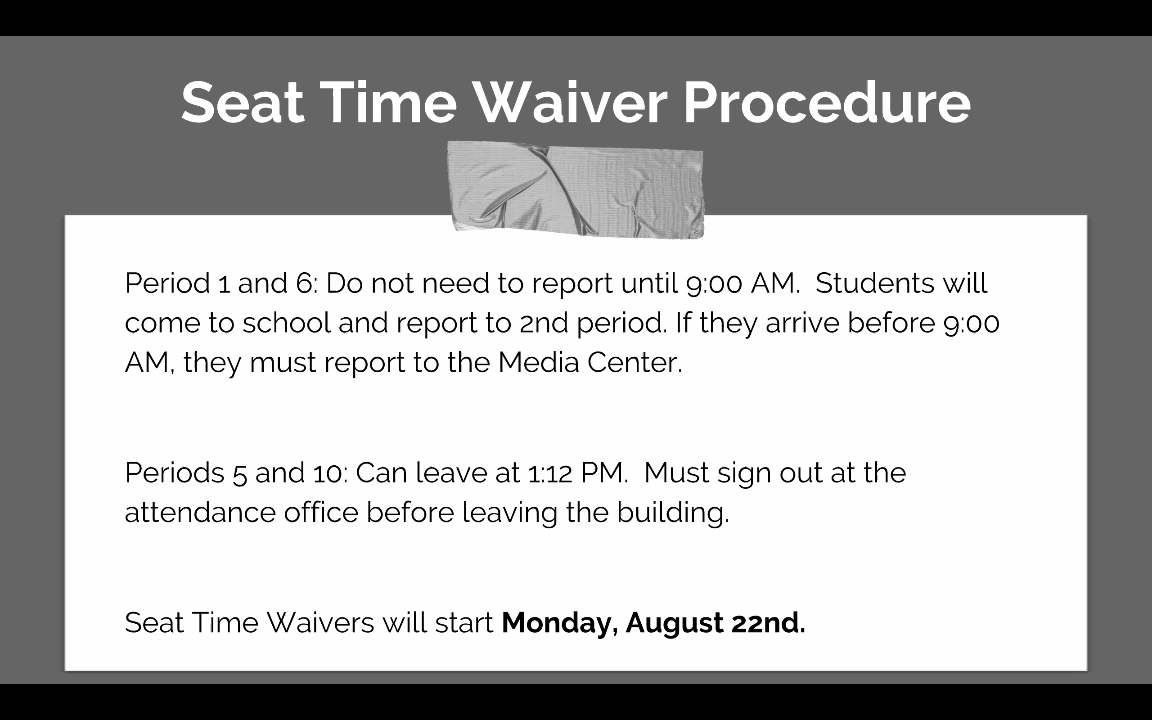 Seat Time Waiver Procedure
Period 1 and 6: Do not need to report until 9:00 AM.  Students will
come to school and report to 2nd period. If they arrive before 9:00
AM, they must report to the Media Center.
Periods 5 and 10: Can leave at 1:12 PM.  Must sign out at the
attendance office before leaving the building.
Seat Time Waivers will start Monday, August 22nd.